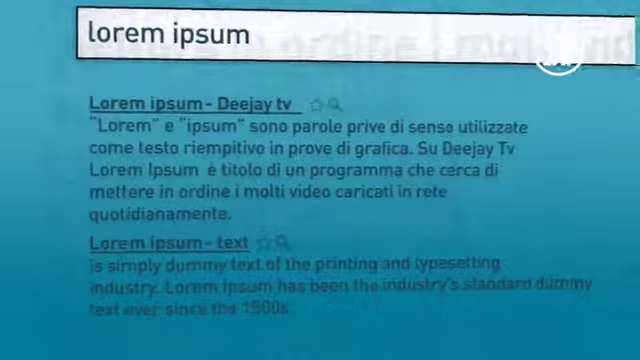 lorem ipsum
Lorem ipsum - Deejay tv
"Lorem" e "ipsum" sono parole prive di senso utilizzate
come testo riempitivo in prove di grafica. Su Deejay Tv
Lorem Ipsum è titolo di un programma che cerca di
mettere in ordine i molti video caricati in rete
quotidianamente.
Lorem ipsum - text
is simply dummy text of the printing and typesetting
industry. Lorem Ipsum has been the industry's standard dummy
text ever since the 1500s